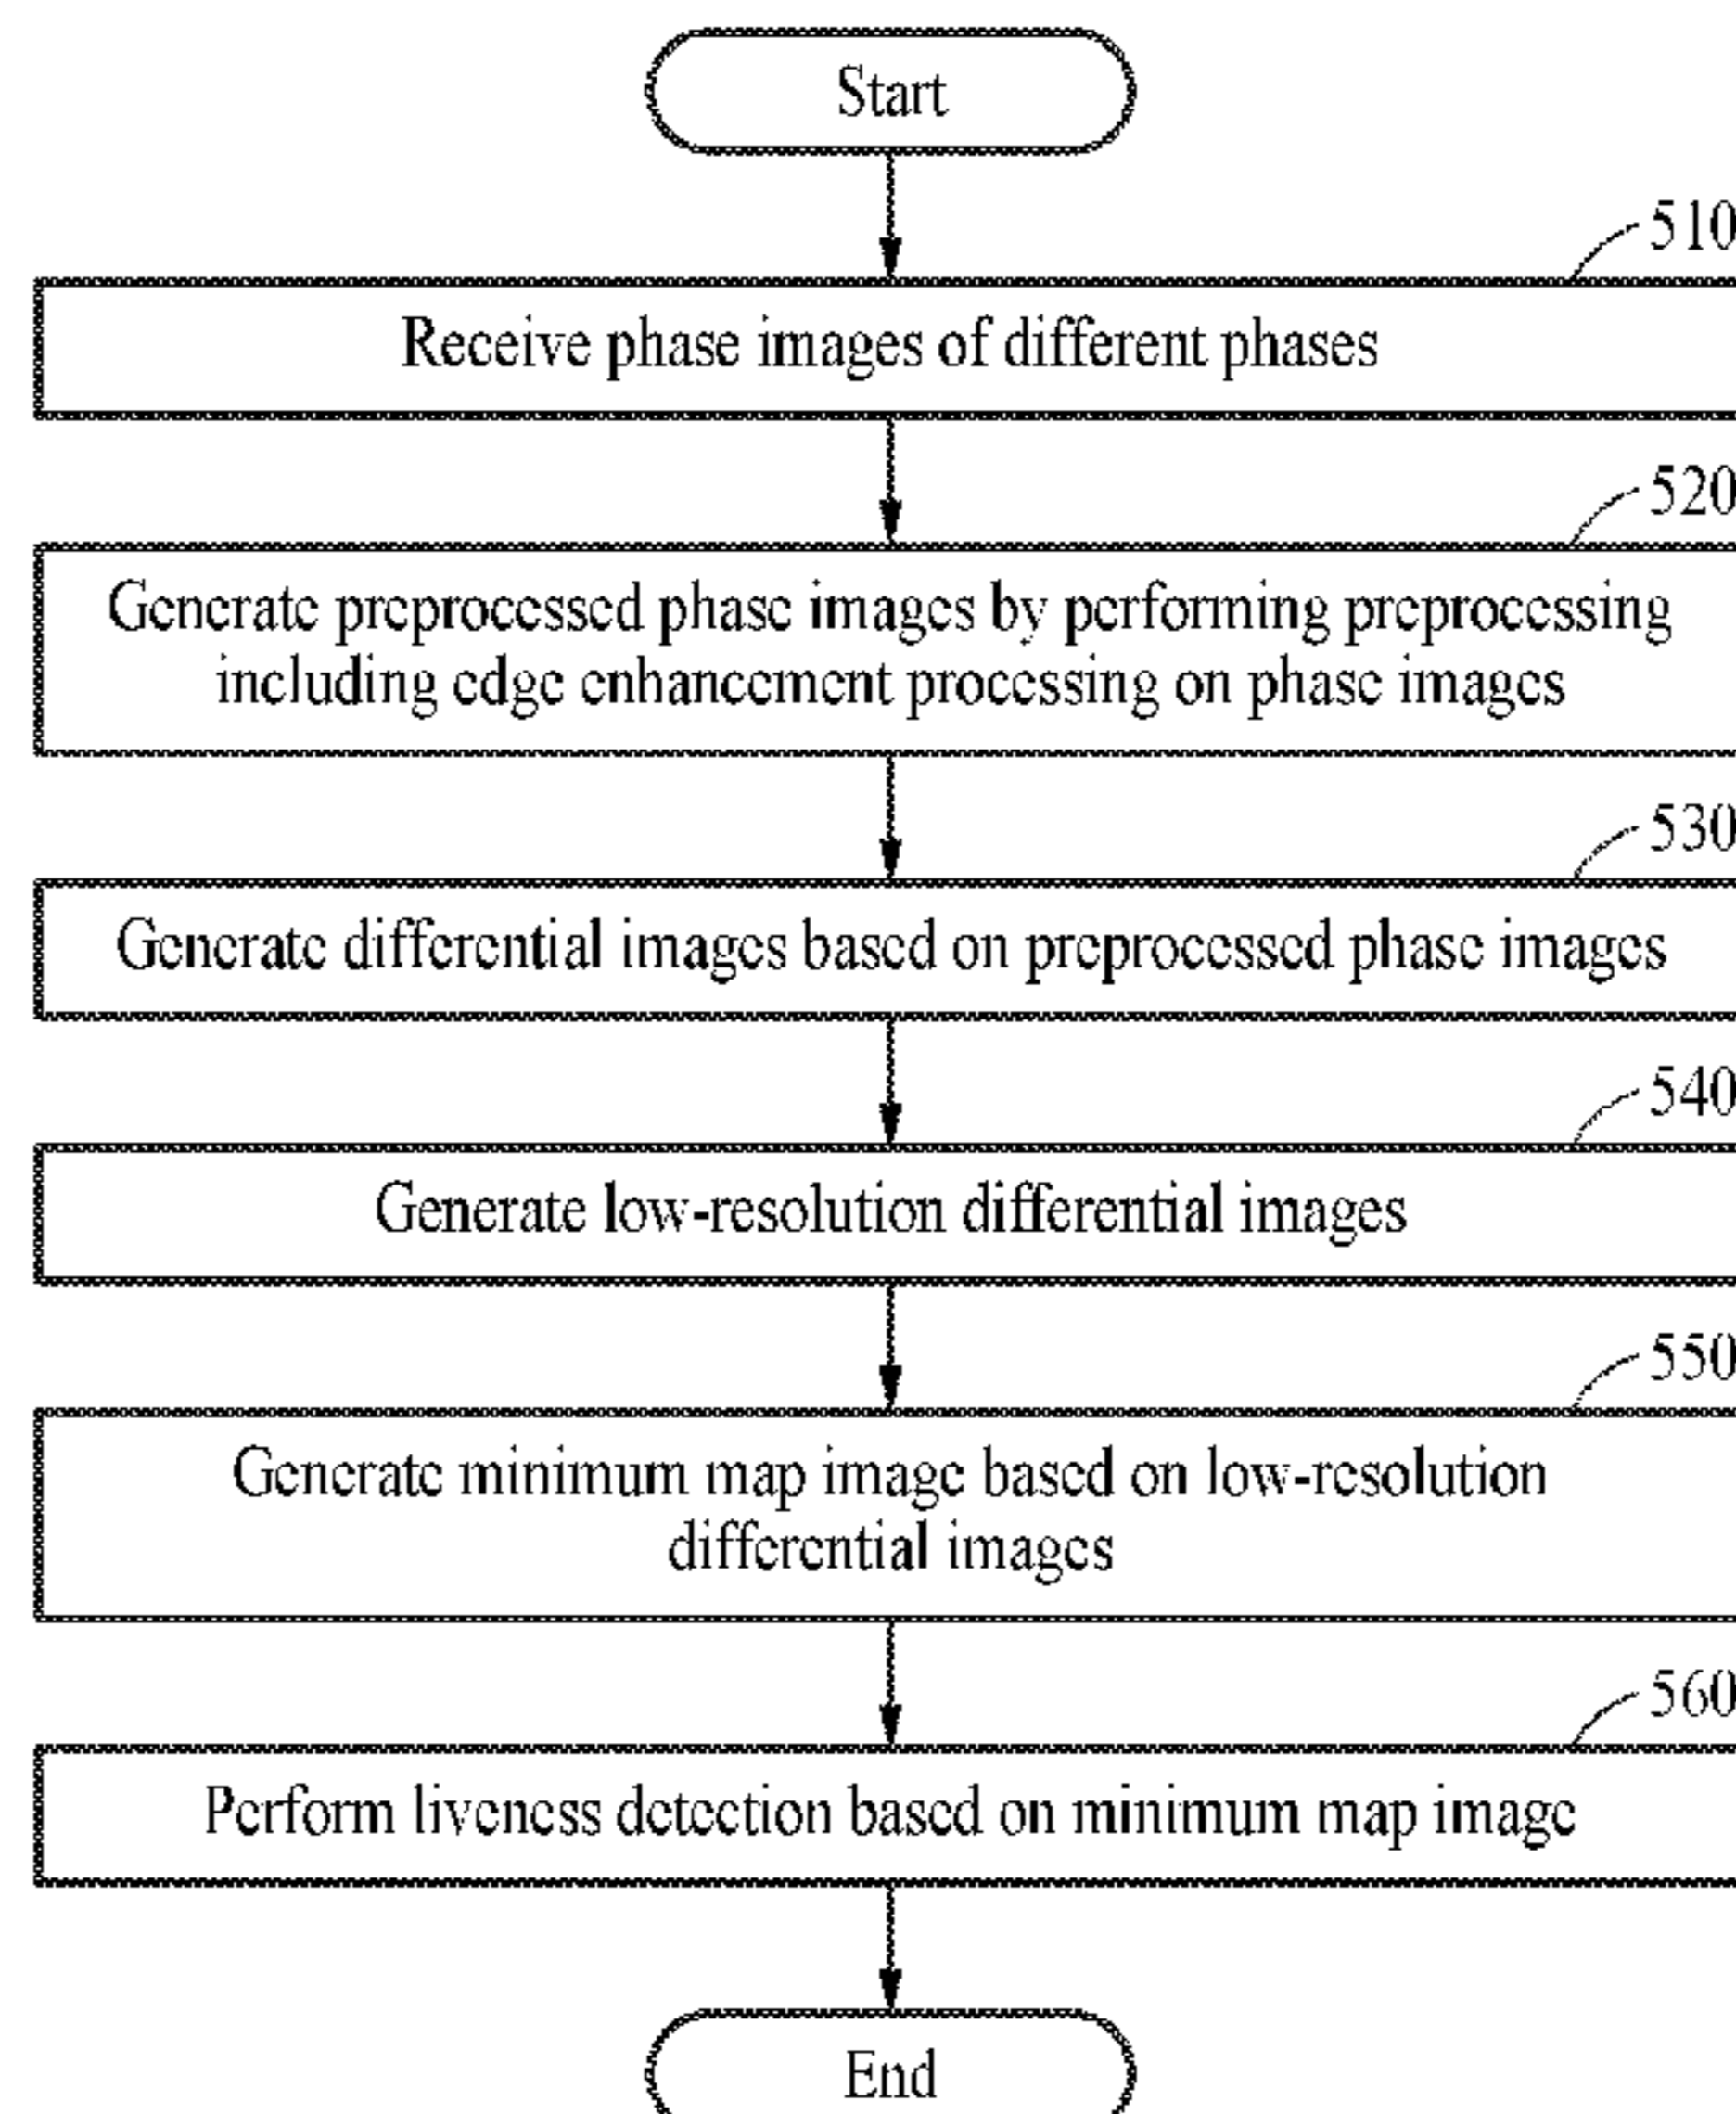 Start
510
Receive phase images of different phases
520
Generate preprocessed phase images by performing preprocessing
including edge enhancement processing on phase images
530
Generate differential images based on preprocessed phase images
540
Generate low-resolution differential images
550
Generate minimum map image based on low-resolution
differential images
560
Perform liveness detection based on minimum map image
End